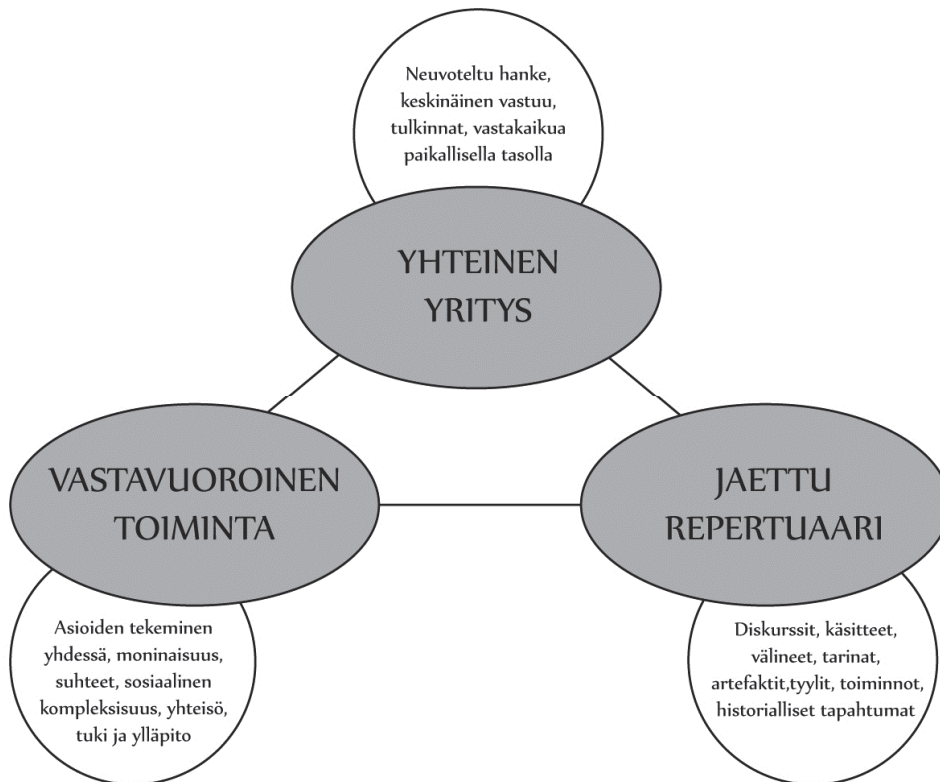 Neuvoteltu hanke,
keskinäinen vastuu,
tulkinnat, vastakaikua
paikallisella tasolla
YHTEINEN
YRITYS
VASTAVUOROINEN
TOIMINTA
JAETTU
REPERTUAARI
Asioiden tekeminen
yhdessä, moninaisuus,
suhteet, sosiaalinen
kompleksisuus, yhteisö,
tuki ja ylläpito
Diskurssit, käsitteet,
välineet, tarinat,
artefaktit,tyylit, toiminnot,
historialliset tapahtumat